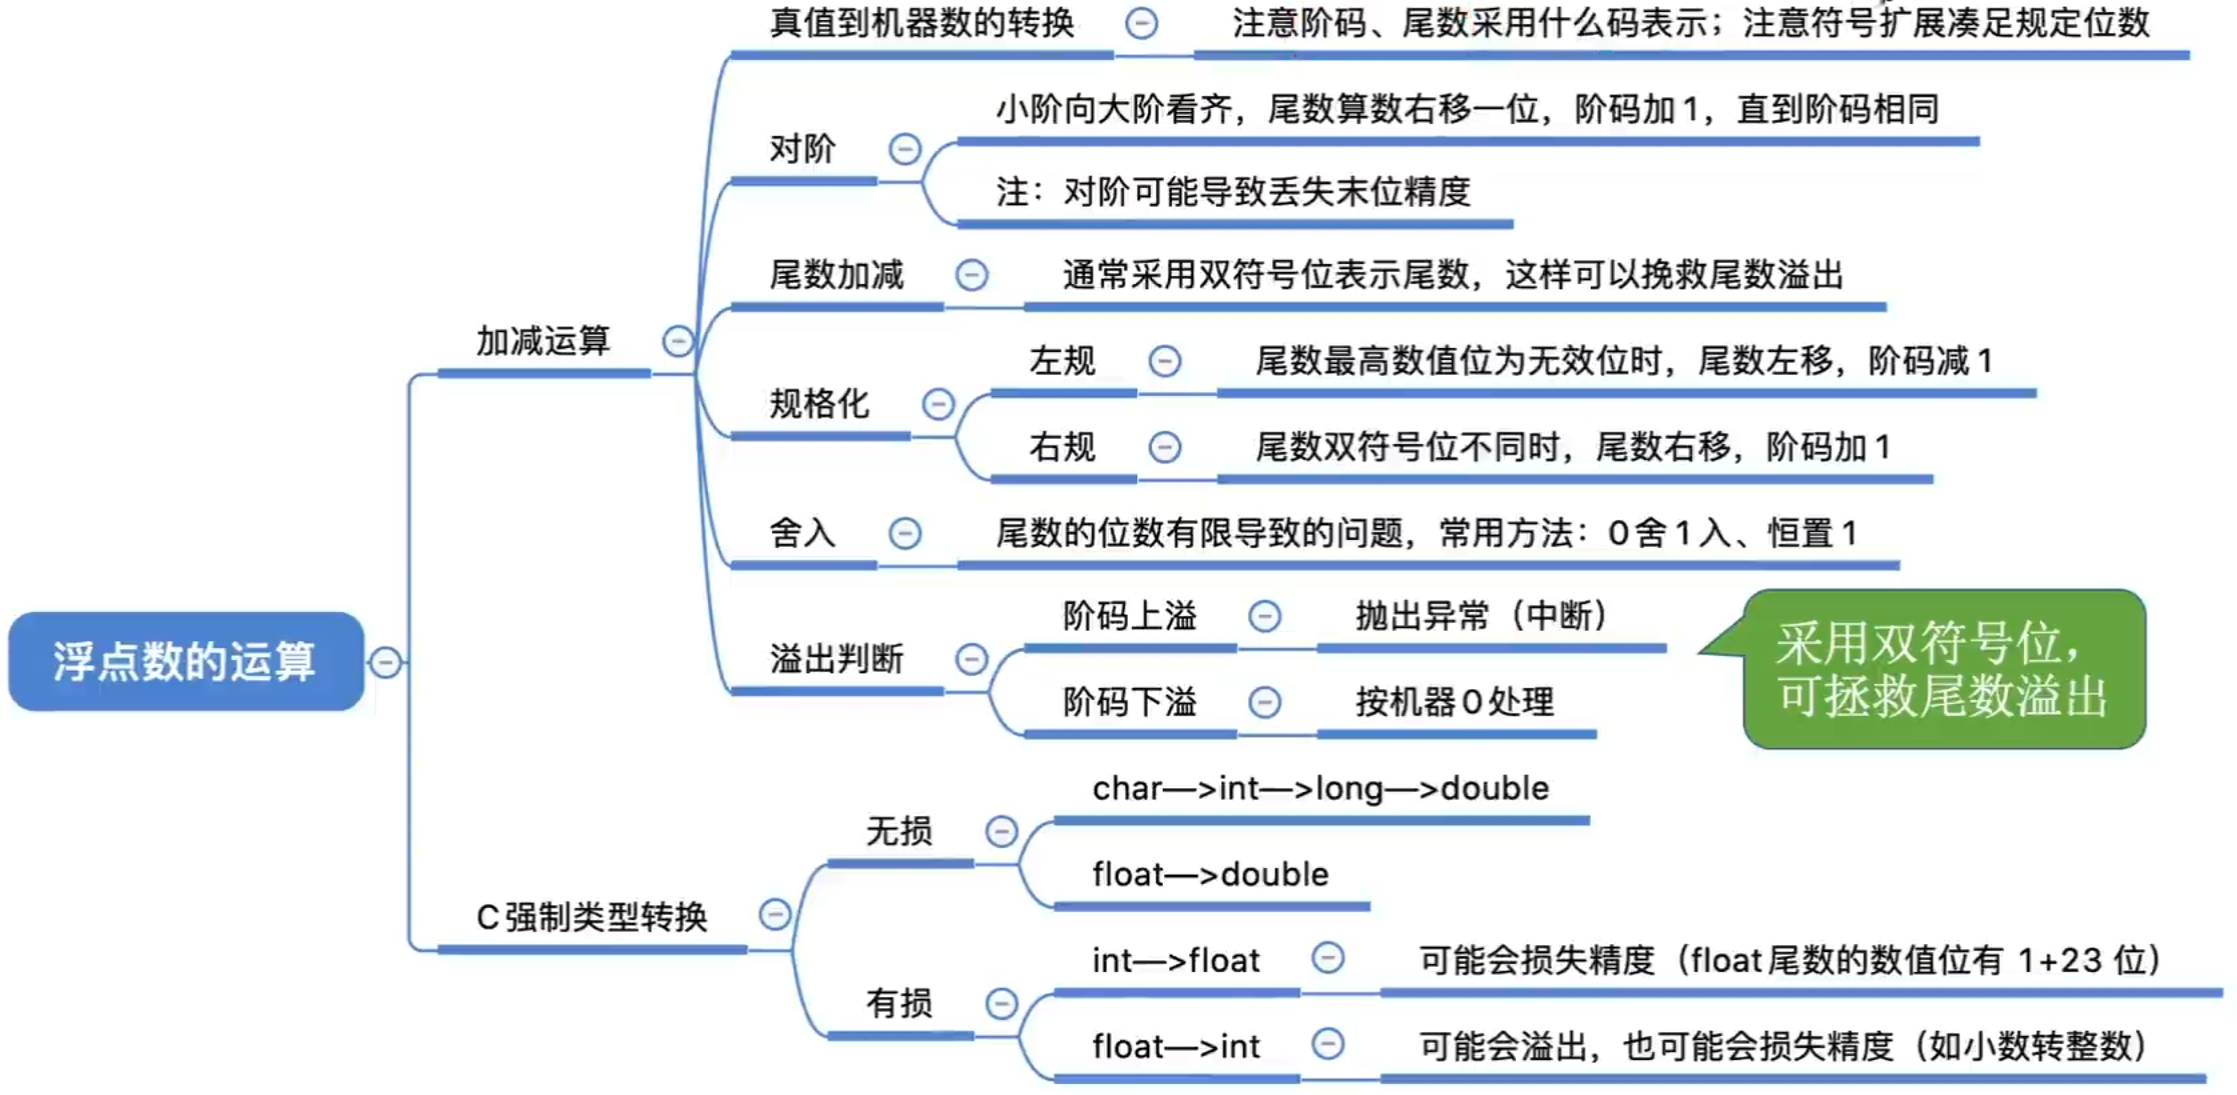 真值到机器数的转换
注意阶码、尾数采用什么码表示；注意符号扩展凑足规定位数
小阶向大阶看齐，尾数算数右移一位，阶码加1，直到阶码相同
对阶
注：对阶可能导致丢失末位精度
尾数加减
通常采用双符号位表示尾数，这样可以挽救尾数溢出
加减运算
左规
尾数最高数值位为无效位时，尾数左移，阶码减1
规格化
右规
尾数双符号位不同时，尾数右移，阶码加1
舍入
尾数的位数有限导致的问题，常用方法：0舍1入、恒置1
阶码上溢
抛出异常（中断）
溢出判断
阶码下溢
按机器0处理
采用双符号位，
可拯救尾数溢出
浮点数的运算
char—>int—>long—>double
无损
float—>double
C强制类型转换
int—>float
可能会损失精度（float尾数的数值位有 1+23 位）
有损
float—>int
可能会溢出，也可能会损失精度（如小数转整数）